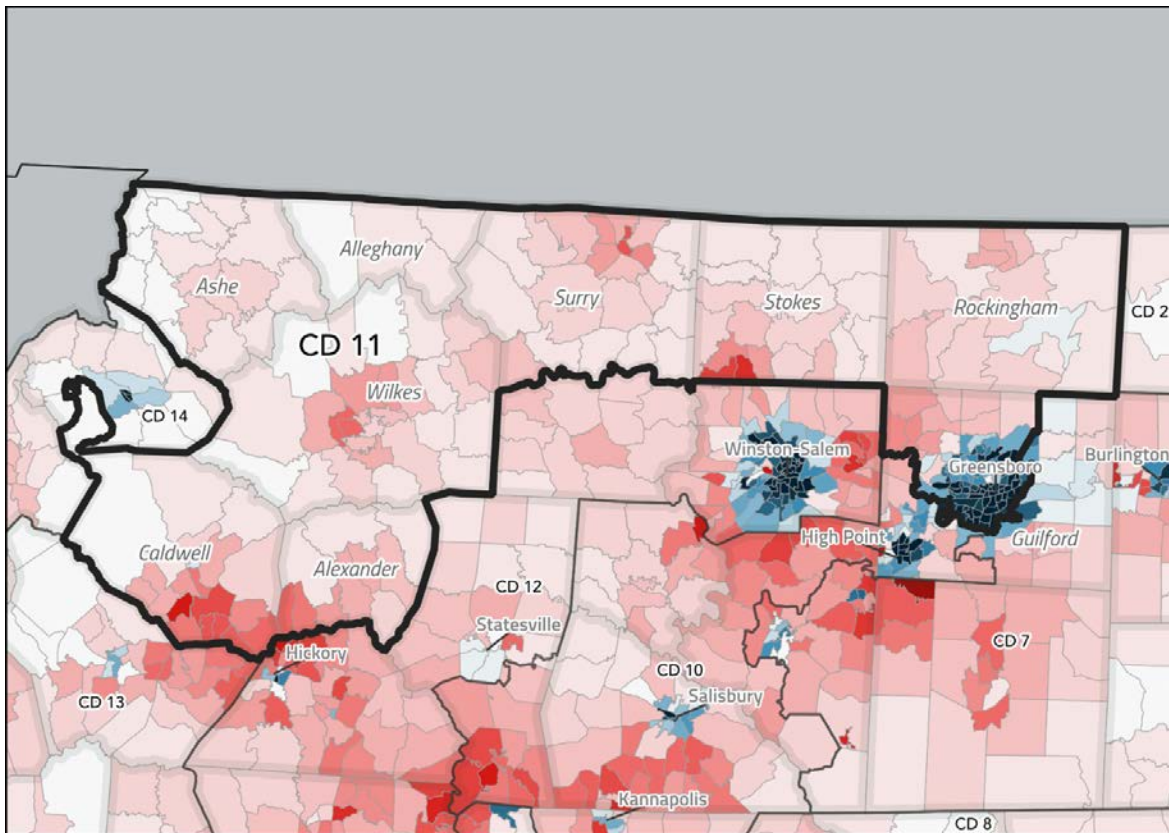 Alleghany
Ashe
Surry
Stokes
Rockingham
CD 2
CD 11
Wilkes
CD 14
Winston-Salem
Greensboro
Burlington
High Point
Guilford
Caldwell
Alexander
CD 12
Statesville
Hickory
CD 7
CD 10
CD 13
Salisbury
Kannapolis
CD 8